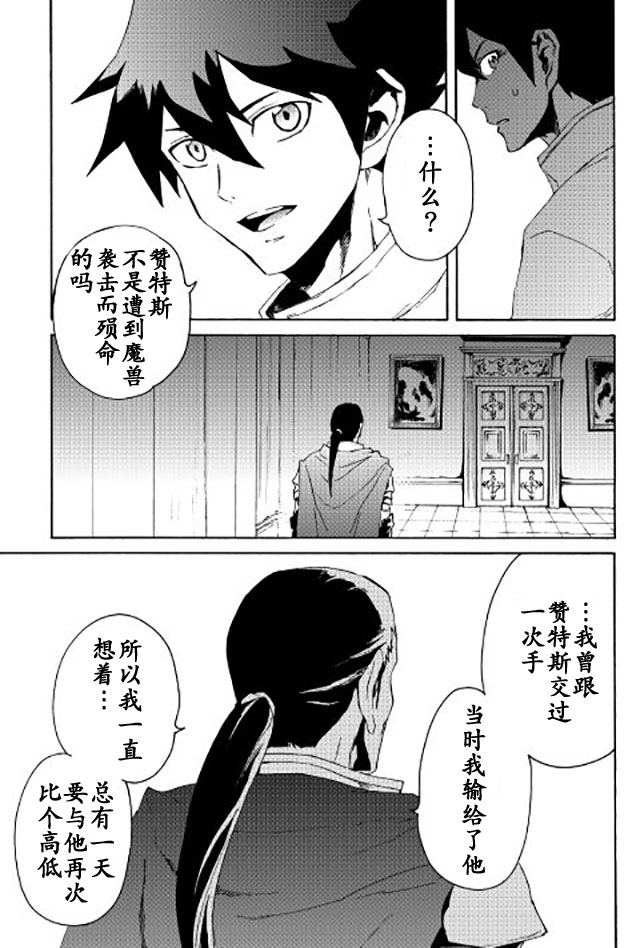 …什么？
赞特斯
不是遭到魔兽
袭击而殒命
的吗
…我曾跟
赞特斯交过
一次手
当时我输给了他
所以我一直
想着…
总有一天
要与他再次
比个高低